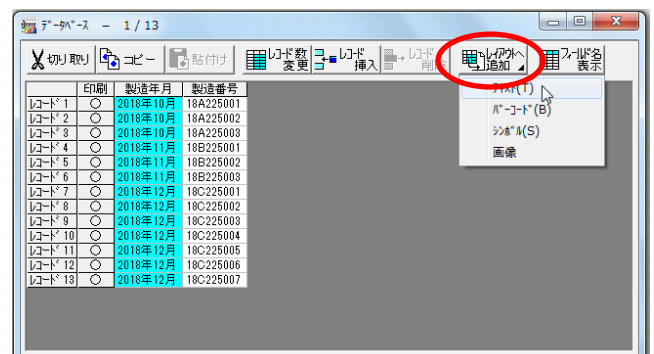 ﾃﾞｰﾀﾍﾞｰｽ － 1 / 13
切り取り コピー 貼付け ﾚｺｰﾄﾞ数変更 ﾚｺｰﾄﾞ挿入 ﾚｺｰﾄﾞ削除 ﾚｲｱｳﾄへ追加 ﾌｨｰﾙﾄﾞ名表示
ﾃｷｽﾄ(T)
ﾊﾞｰｺｰﾄﾞ(B)
ｼﾝﾎﾞﾙ(S)
画像
印刷 製造年月 製造番号
ﾚｺｰﾄﾞ 1 ○ 2018年10月 18A225001
ﾚｺｰﾄﾞ 2 ○ 2018年10月 18A225002
ﾚｺｰﾄﾞ 3 ○ 2018年10月 18A225003
ﾚｺｰﾄﾞ 4 ○ 2018年11月 18B225001
ﾚｺｰﾄﾞ 5 ○ 2018年11月 18B225002
ﾚｺｰﾄﾞ 6 ○ 2018年11月 18B225003
ﾚｺｰﾄﾞ 7 ○ 2018年12月 18C225001
ﾚｺｰﾄﾞ 8 ○ 2018年12月 18C225002
ﾚｺｰﾄﾞ 9 ○ 2018年12月 18C225003
ﾚｺｰﾄﾞ 10 ○ 2018年12月 18C225004
ﾚｺｰﾄﾞ 11 ○ 2018年12月 18C225005
ﾚｺｰﾄﾞ 12 ○ 2018年12月 18C225006
ﾚｺｰﾄﾞ 13 ○ 2018年12月 18C225007